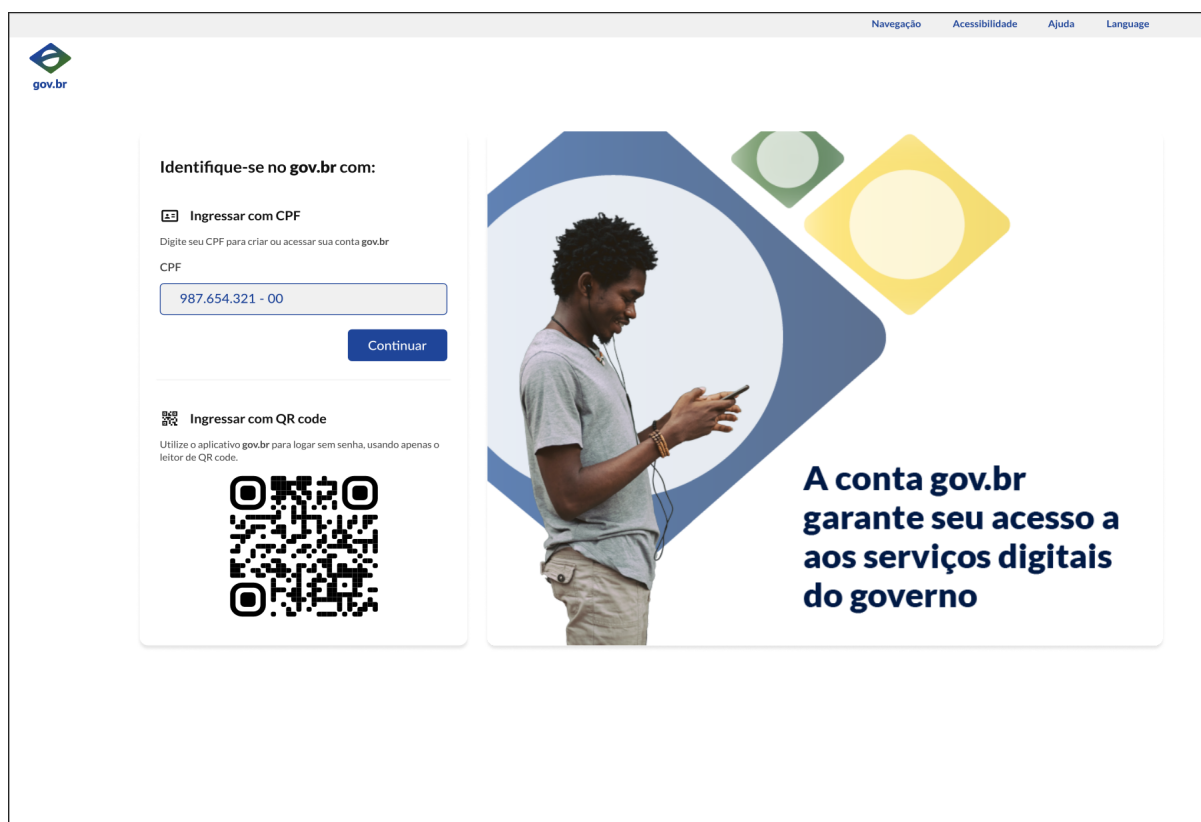 Navegação Acessibilidade Ajuda Language
gov.br
Identifique-se no gov.br com:
Ingressar com CPF
Digite seu CPF para criar ou acessar sua conta gov.br
CPF
987.654.321 - 00
Continuar
Ingressar com QR code
Utilize o aplicativo gov.br para logar sem senha, usando apenas o
leitor de QR code.
A conta gov.br
garante seu acesso a
aos serviços digitais
do governo